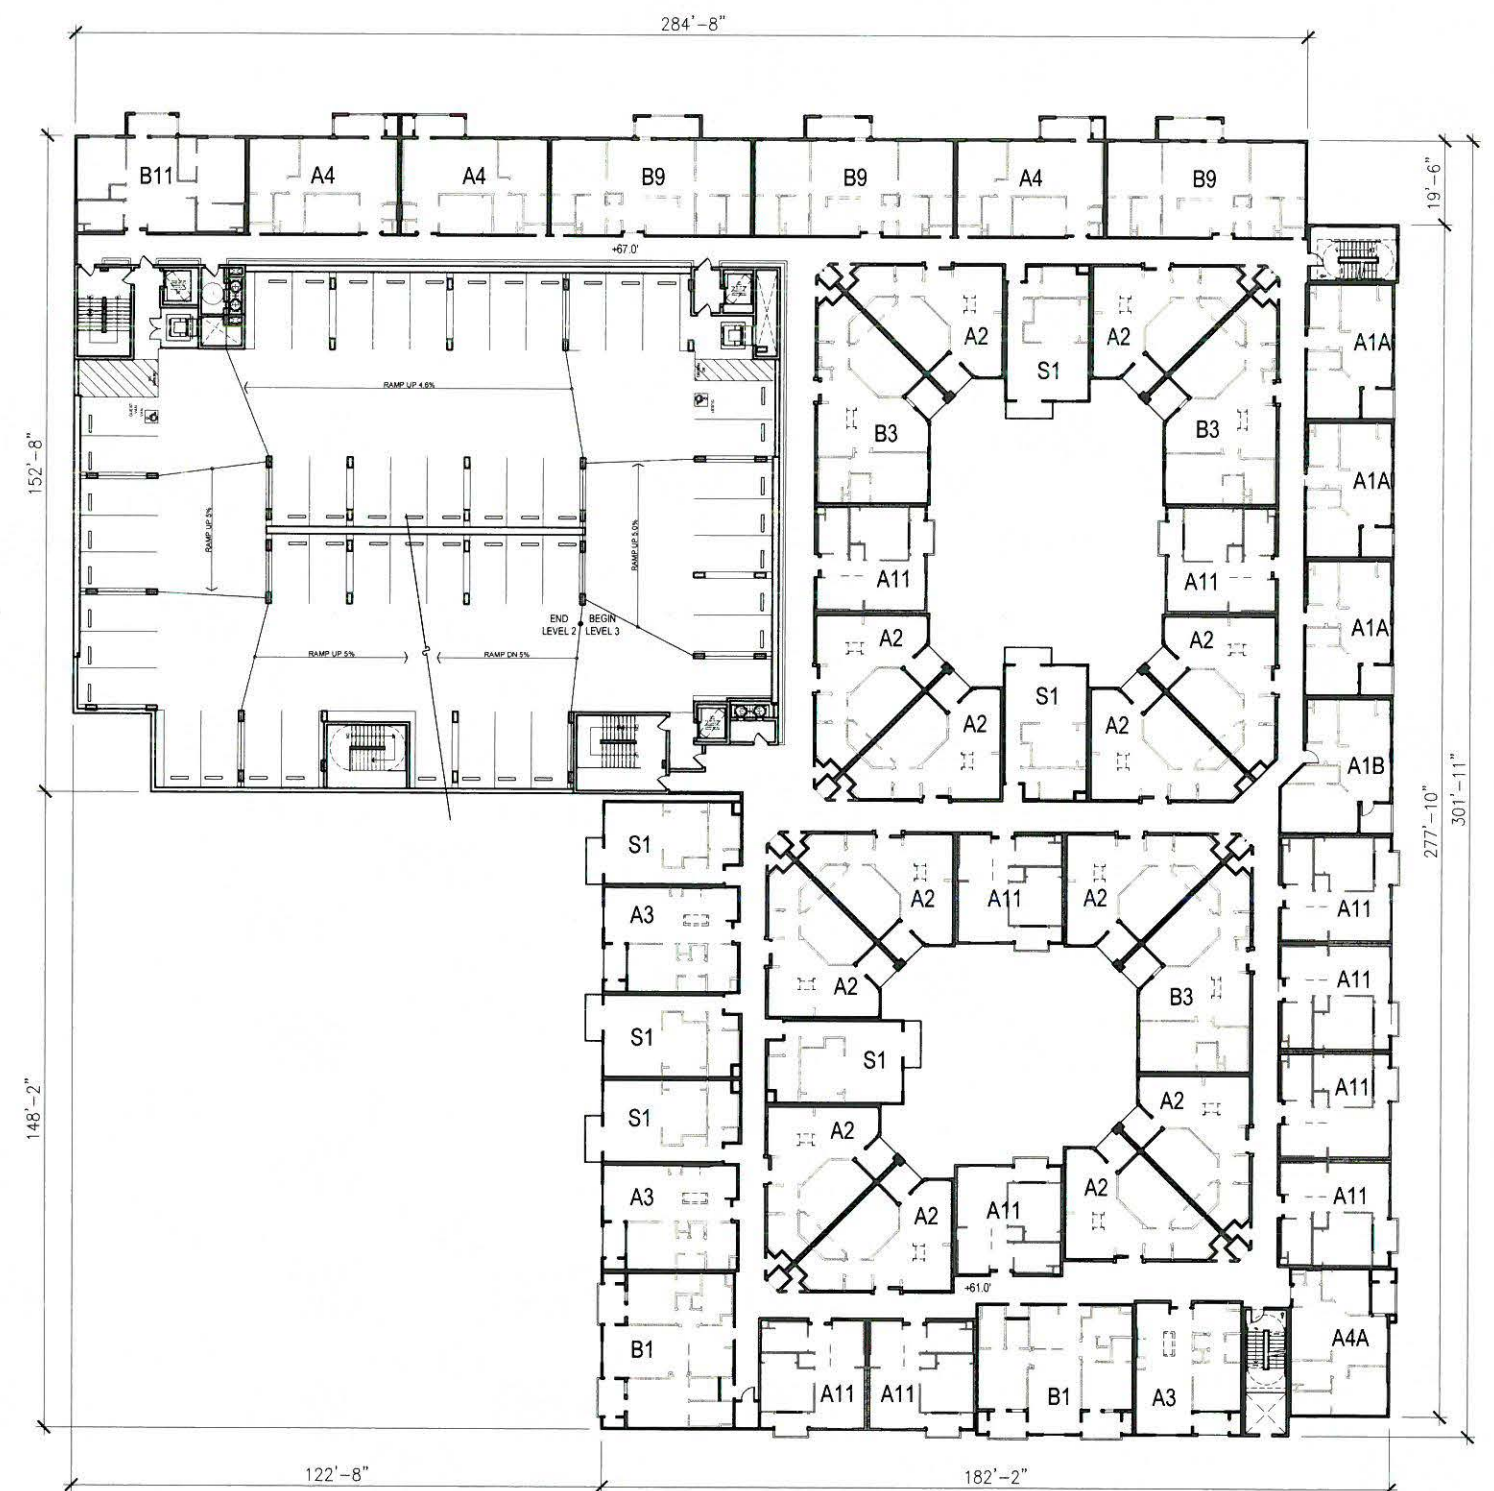 284'-8"
B11
A4
A4
B9
B9
A4
B9
19'-6"
+67.0'
A2
S1
A2
A1A
RAMP UP 4.6%
B3
B3
A1A
152'-8"
RAMP UP 5%
RAMP UP 5.0%
A11
A11
END LEVEL 2
BEGIN LEVEL 3
A2
A2
A1A
RAMP UP 5%
RAMP DN 5%
A2
S1
A2
A1B
277'-10"
301'-11"
S1
A3
A2
A11
A2
A11
A2
B3
A11
S1
S1
A11
S1
A2
A2
148'-2"
A3
A2
A11
A2
A11
+61.0'
B1
A11
A11
B1
A3
A4A
122'-8"
182'-2"